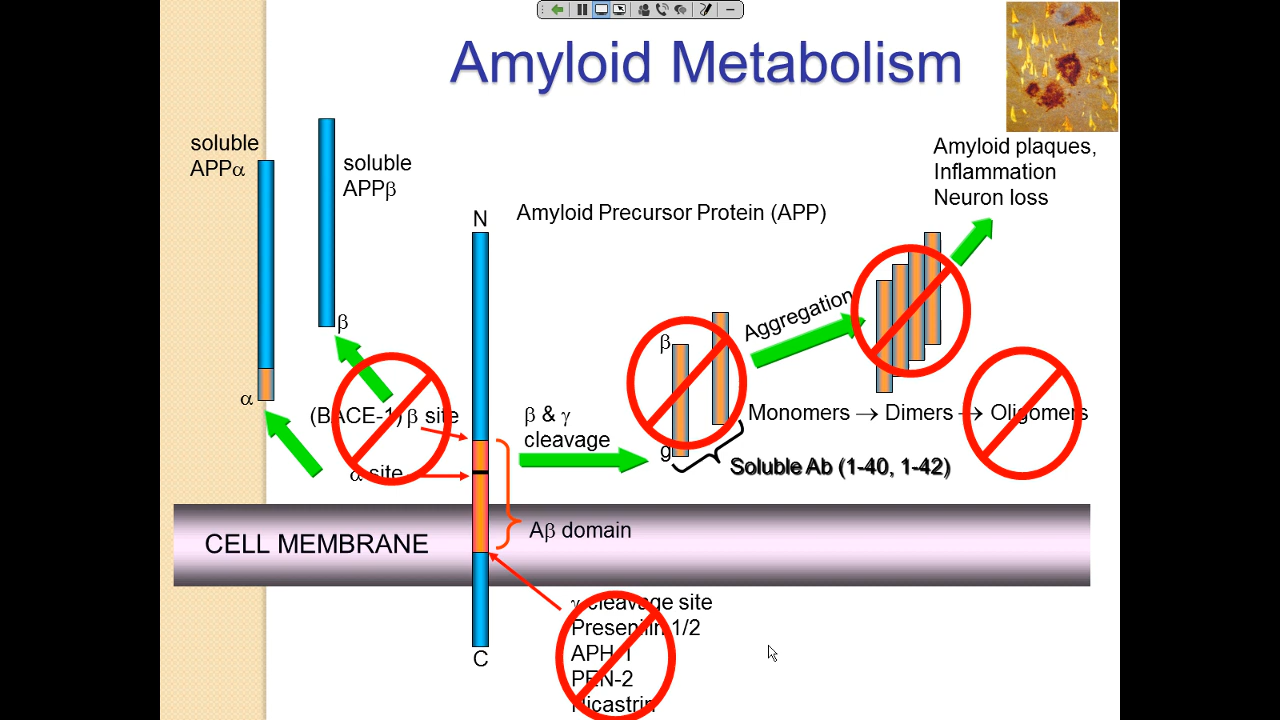 Amyloid Metabolism
soluble
APPα
soluble
APPβ
Amyloid plaques,
Inflammation
Neuron loss
N
Amyloid Precursor Protein (APP)
β
α
(BACE-1) β site
α site
β & γ
cleavage
β
g
Aggregation
Monomers → Dimers → Oligomers
Soluble Ab (1-40, 1-42)
Aβ domain
CELL MEMBRANE
γ cleavage site
Presenilin 1/2
APH-1
PEN-2
Nicastrin
C